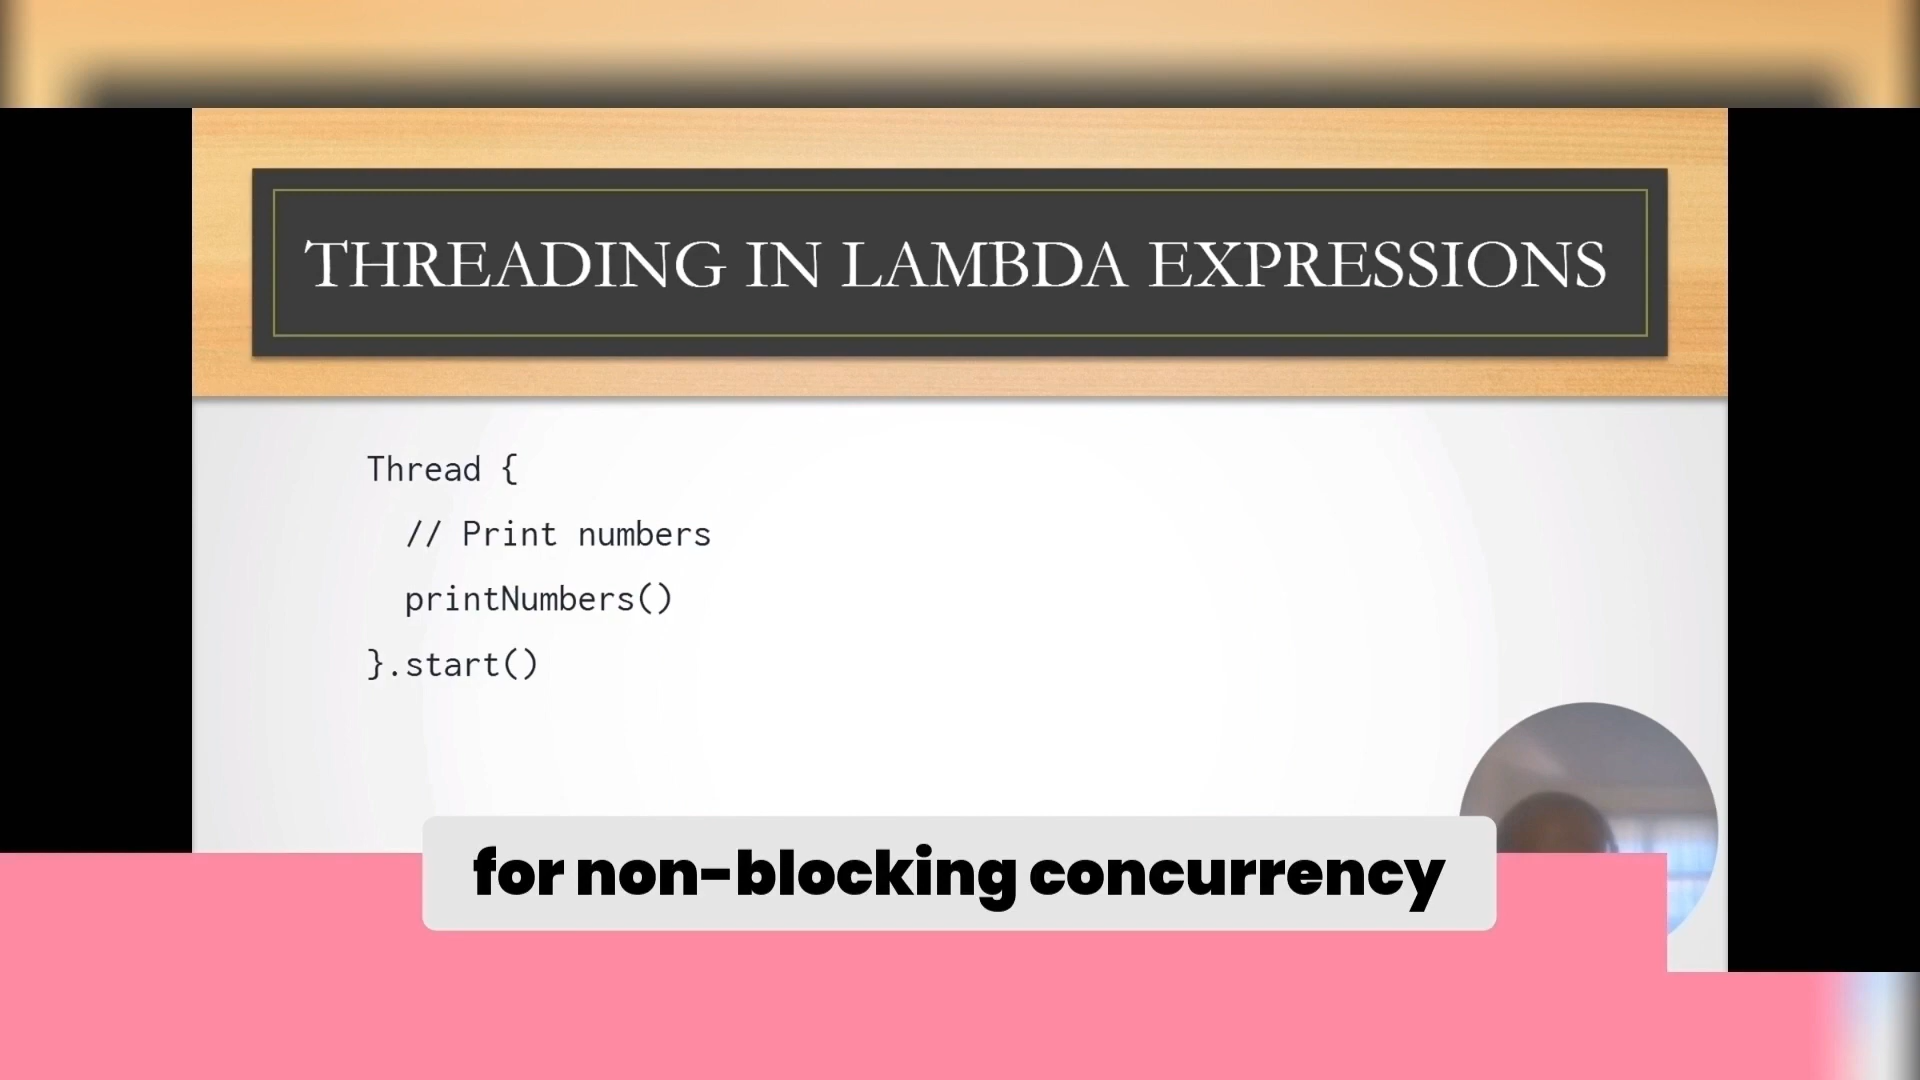 THREADING IN LAMBDA EXPRESSIONS
Thread {
// Print numbers
printNumbers()
}.start()
for non-blocking concurrency